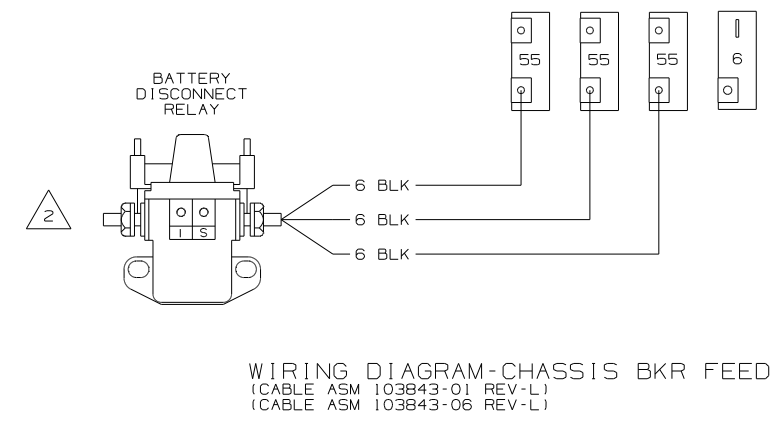 55
55
55
6
BATTERY
DISCONNECT
RELAY
6 BLK
2
I S
6 BLK
6 BLK
WIRING DIAGRAM-CHASSIS BKR FEED
(CABLE ASM 103843-01 REV-L)
(CABLE ASM 103843-06 REV-L)